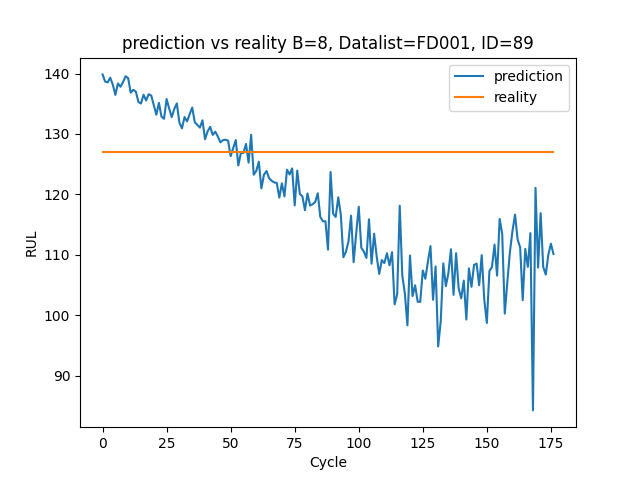 prediction vs reality B=8, Datalist=FD001, ID=89
prediction
reality
140
130
120
110
100
90
RUL
0 25 50 75 100 125 150 175
Cycle